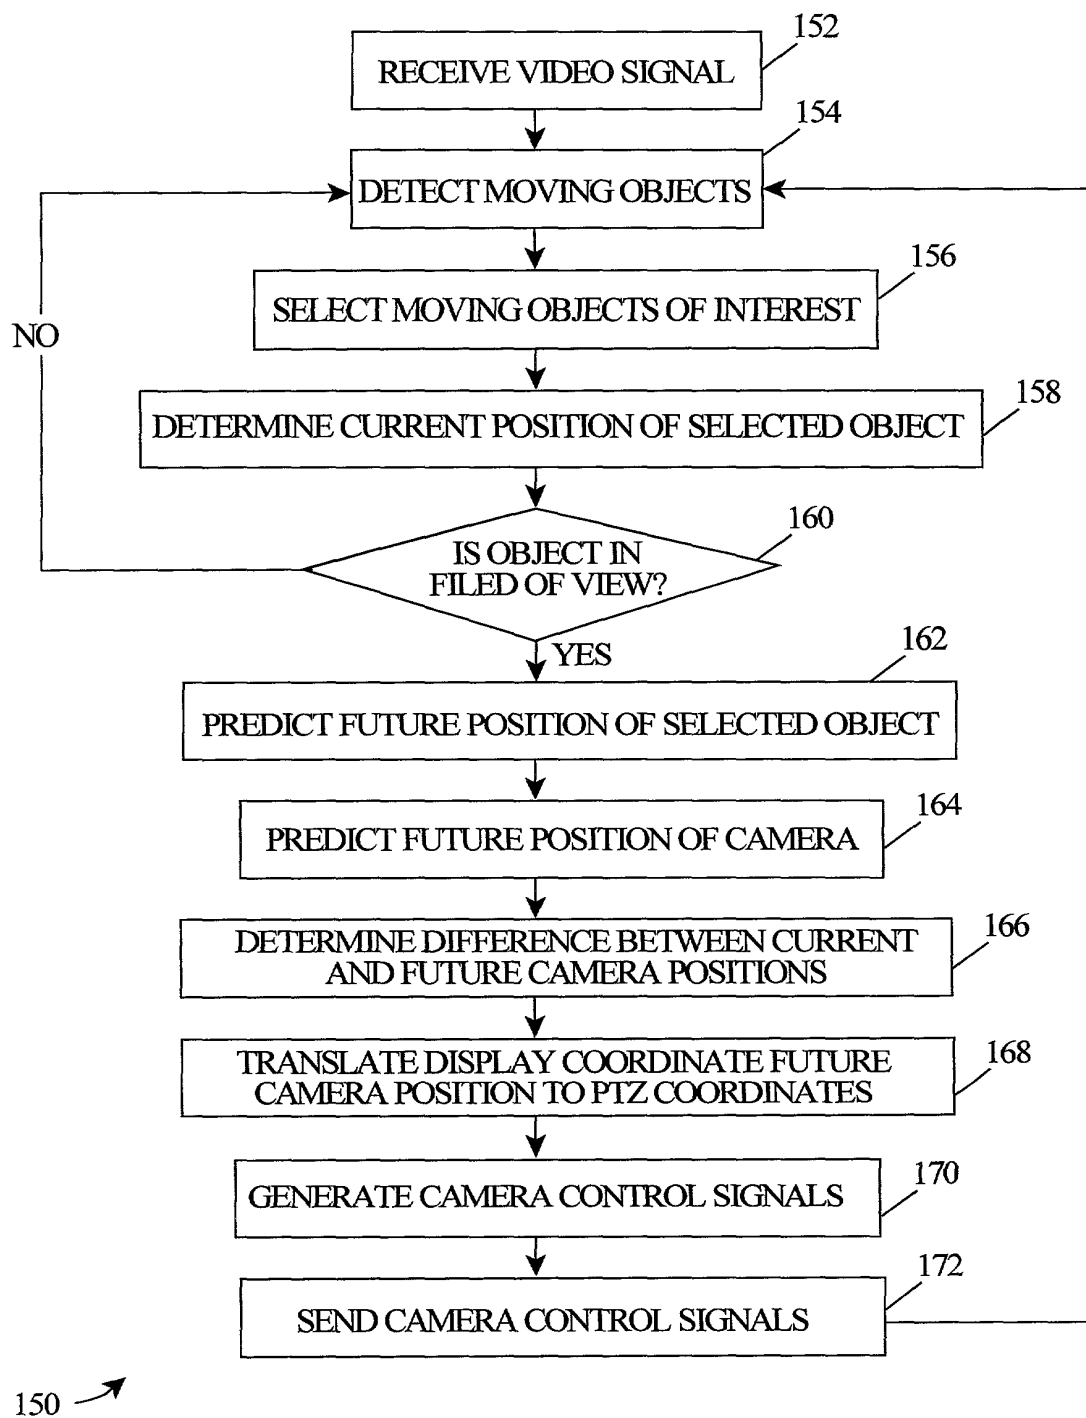 152
RECEIVE VIDEO SIGNAL
154
DETECT MOVING OBJECTS
156
SELECT MOVING OBJECTS OF INTEREST
NO
158
DETERMINE CURRENT POSITION OF SELECTED OBJECT
160
IS OBJECT IN
FILED OF VIEW?
YES
162
PREDICT FUTURE POSITION OF SELECTED OBJECT
164
PREDICT FUTURE POSITION OF CAMERA
166
DETERMINE DIFFERENCE BETWEEN CURRENT
AND FUTURE CAMERA POSITIONS
168
TRANSLATE DISPLAY COORDINATE FUTURE
CAMERA POSITION TO PTZ COORDINATES
170
GENERATE CAMERA CONTROL SIGNALS
172
SEND CAMERA CONTROL SIGNALS
150